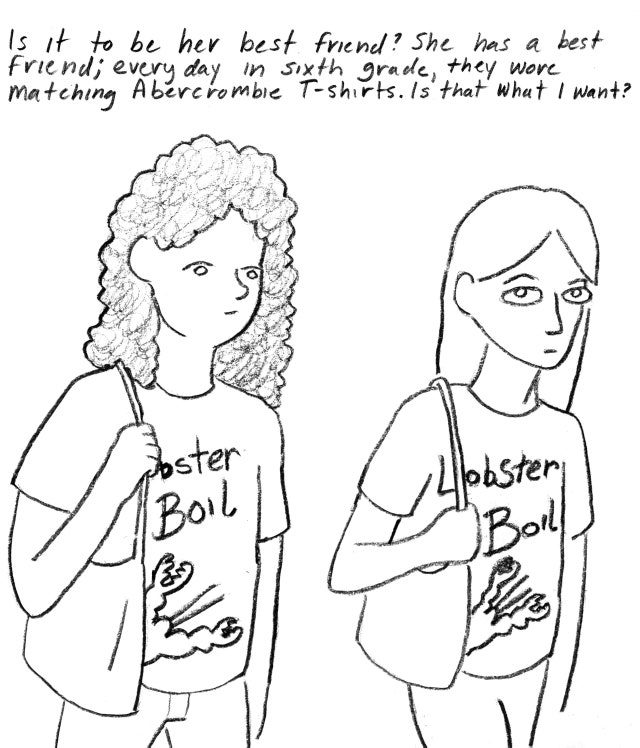 Is it to be her best friend? She has a best
friend; every day in sixth grade, they wore
matching Abercrombie T-shirts. Is that what I want?
obster
Boil
Lobster
Boil